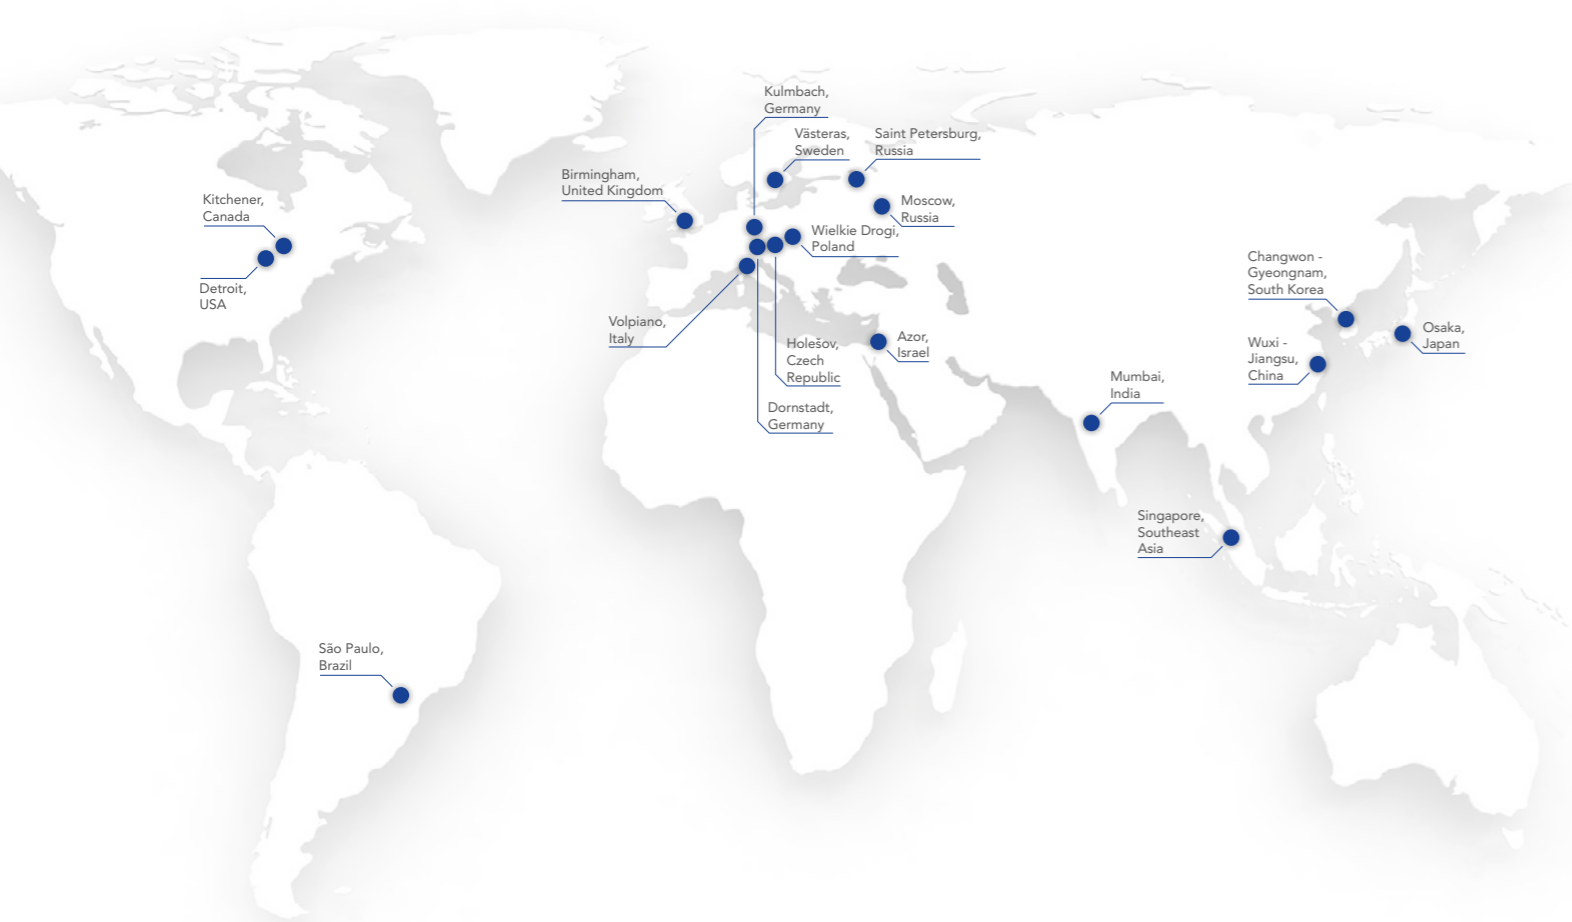 Kulmbach,
Germany
Västeras,
Sweden
Saint Petersburg,
Russia
Birmingham,
United Kingdom
Kitchener,
Canada
Moscow,
Russia
Wielkie Drogi,
Poland
Detroit,
USA
Changwon -
Gyeongnam,
South Korea
Volpiano,
Italy
Azor,
Israel
Holešov,
Czech
Republic
Osaka,
Japan
Wuxi -
Jiangsu,
China
Mumbai,
India
Dornstadt,
Germany
Singapore,
Southeast
Asia
São Paulo,
Brazil